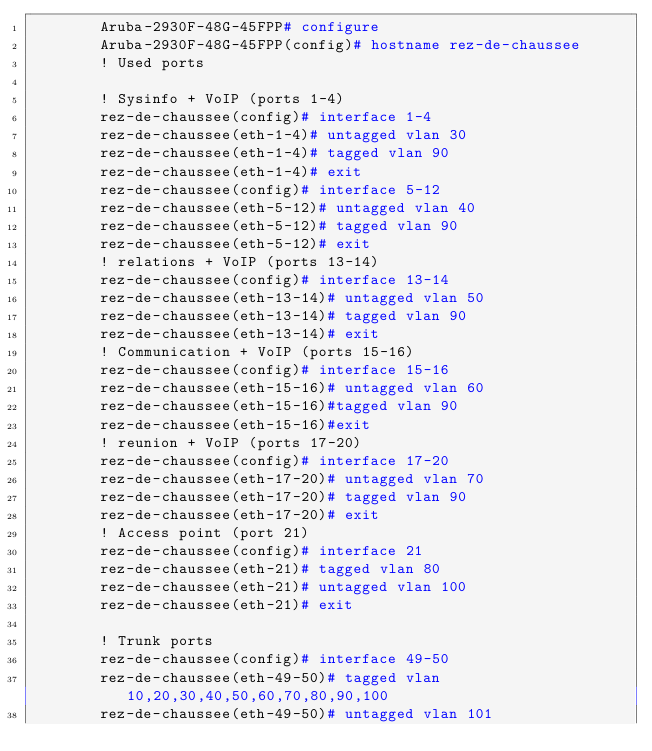 1 Aruba-2930F-48G-45FPP# configure
2 Aruba-2930F-48G-45FPP(config)# hostname rez-de-chaussee
3 ! Used ports
4
5 ! Sysinfo + VoIP (ports 1-4)
6 rez-de-chaussee(config)# interface 1-4
7 rez-de-chaussee(eth-1-4)# untagged vlan 30
8 rez-de-chaussee(eth-1-4)# tagged vlan 90
9 rez-de-chaussee(eth-1-4)# exit
10 rez-de-chaussee(config)# interface 5-12
11 rez-de-chaussee(eth-5-12)# untagged vlan 40
12 rez-de-chaussee(eth-5-12)# tagged vlan 90
13 rez-de-chaussee(eth-5-12)# exit
14 ! relations + VoIP (ports 13-14)
15 rez-de-chaussee(config)# interface 13-14
16 rez-de-chaussee(eth-13-14)# untagged vlan 50
17 rez-de-chaussee(eth-13-14)# tagged vlan 90
18 rez-de-chaussee(eth-13-14)# exit
19 ! Communication + VoIP (ports 15-16)
20 rez-de-chaussee(config)# interface 15-16
21 rez-de-chaussee(eth-15-16)# untagged vlan 60
22 rez-de-chaussee(eth-15-16)#tagged vlan 90
23 rez-de-chaussee(eth-15-16)#exit
24 ! reunion + VoIP (ports 17-20)
25 rez-de-chaussee(config)# interface 17-20
26 rez-de-chaussee(eth-17-20)# untagged vlan 70
27 rez-de-chaussee(eth-17-20)# tagged vlan 90
28 rez-de-chaussee(eth-17-20)# exit
29 ! Access point (port 21)
30 rez-de-chaussee(config)# interface 21
31 rez-de-chaussee(eth-21)# tagged vlan 80
32 rez-de-chaussee(eth-21)# untagged vlan 100
33 rez-de-chaussee(eth-21)# exit
34
35 ! Trunk ports
36 rez-de-chaussee(config)# interface 49-50
37 rez-de-chaussee(eth-49-50)# tagged vlan
10,20,30,40,50,60,70,80,90,100
38 rez-de-chaussee(eth-49-50)# untagged vlan 101